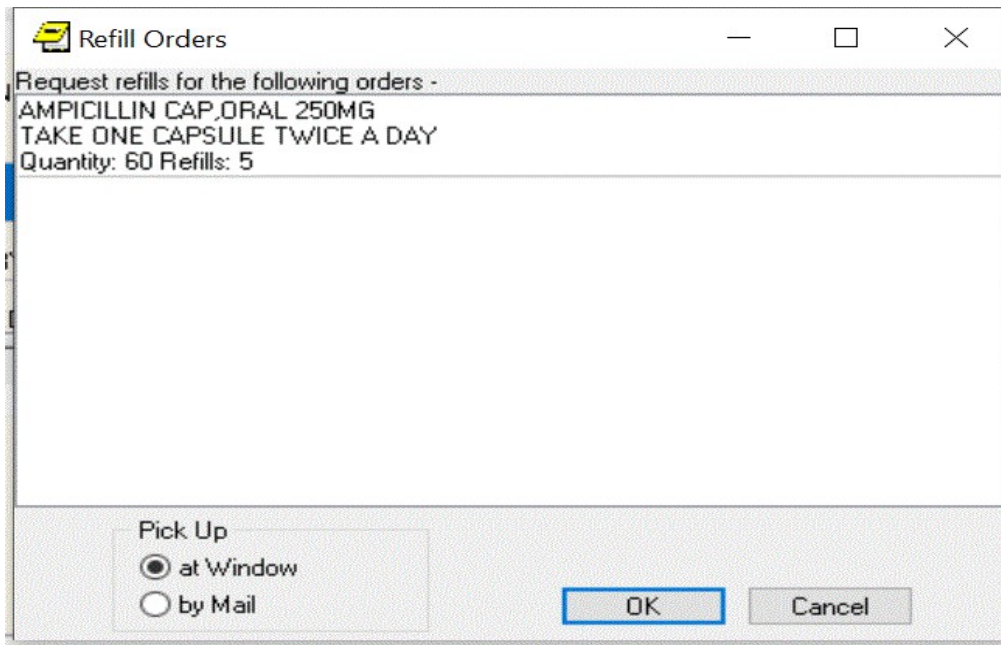 Refill Orders
Request refills for the following orders -
AMPICILLIN CAP,ORAL 250MG
TAKE ONE CAPSULE TWICE A DAY
Quantity: 60 Refills: 5
Pick Up
at Window
by Mail
OK
Cancel